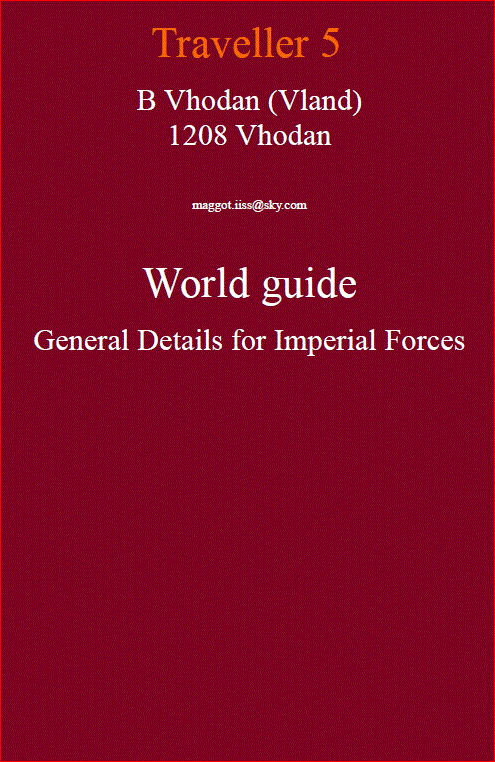 Traveller 5
B Vhodan (Vland)
1208 Vhodan
maggot.iiss@sky.com
World guide
General Details for Imperial Forces